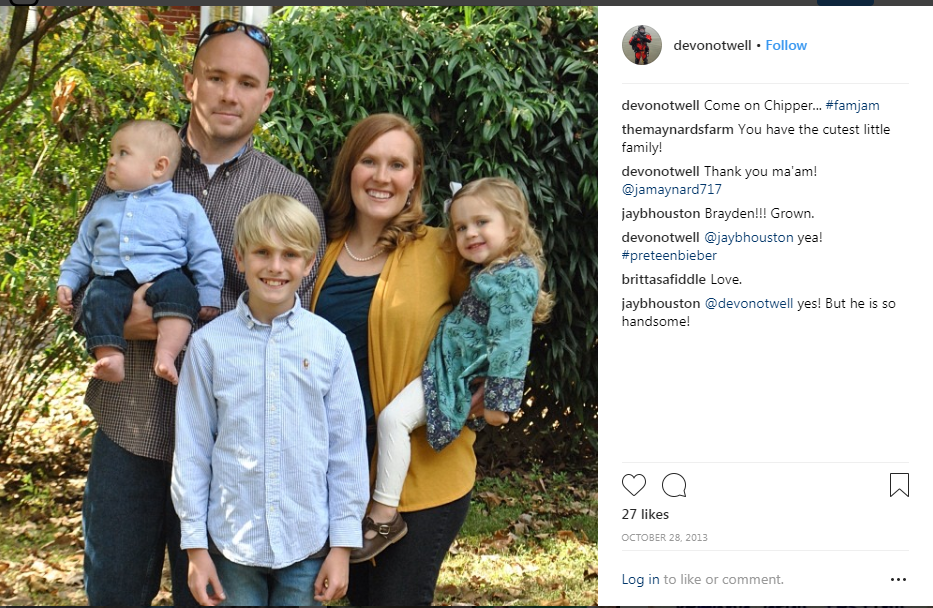 devonotwell • Follow
devonotwell Come on Chipper... #famjam
themaynardsfarm You have the cutest little
family!
devonotwell Thank you ma'am!
@jamaynard717
jaybhouston Brayden!!! Grown.
devonotwell @jaybhouston yea!
#preteenbieber
brittasafiddle Love.
jaybhouston @devonotwell yes! But he is so
handsome!
27 likes
OCTOBER 28, 2013
Log in to like or comment.